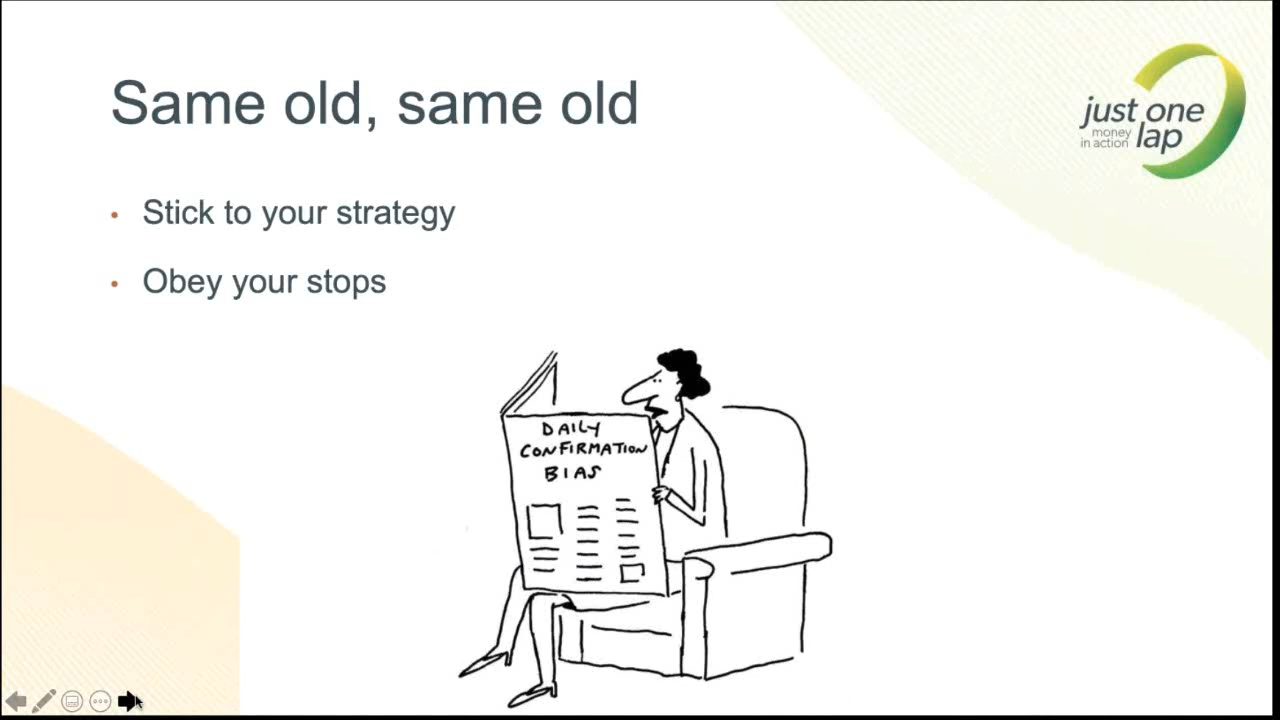 Same old, same old
just one
money
in action lap
• Stick to your strategy
• Obey your stops
DAILY
CONFIRMATION
BIAS